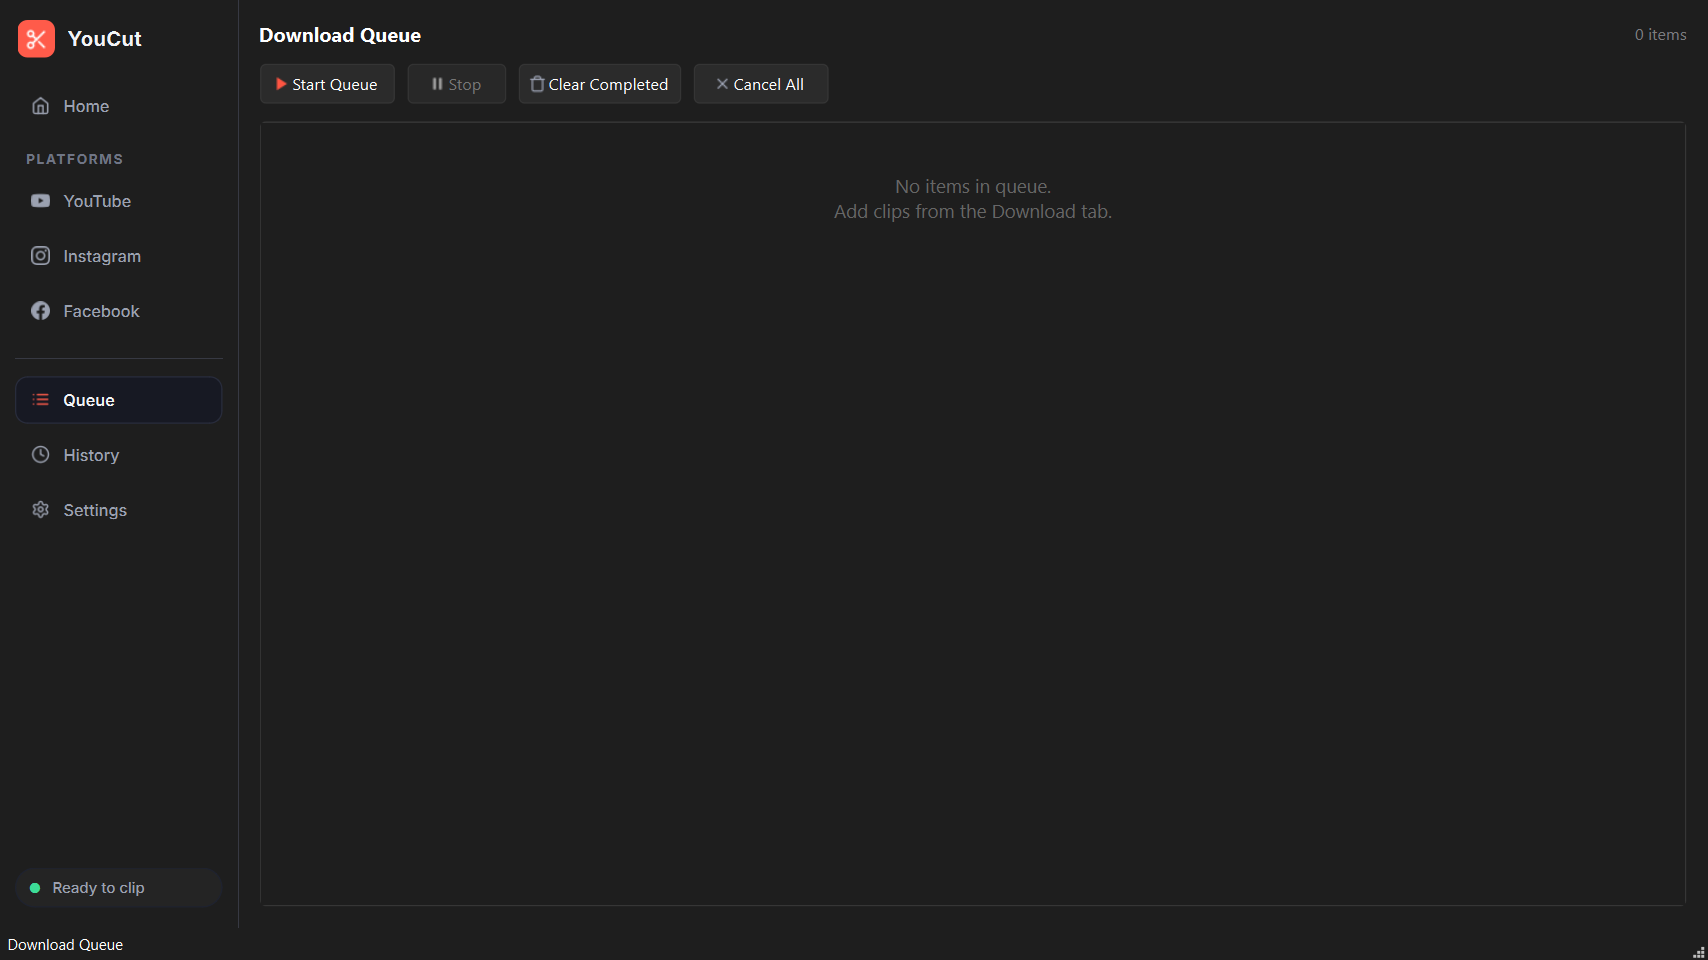 YouCut
Home
PLATFORMS
YouTube
Instagram
Facebook
Queue
History
Settings
Ready to clip
Download Queue
0 items
Start Queue
Stop
Clear Completed
Cancel All
No items in queue.
Add clips from the Download tab.
Download Queue